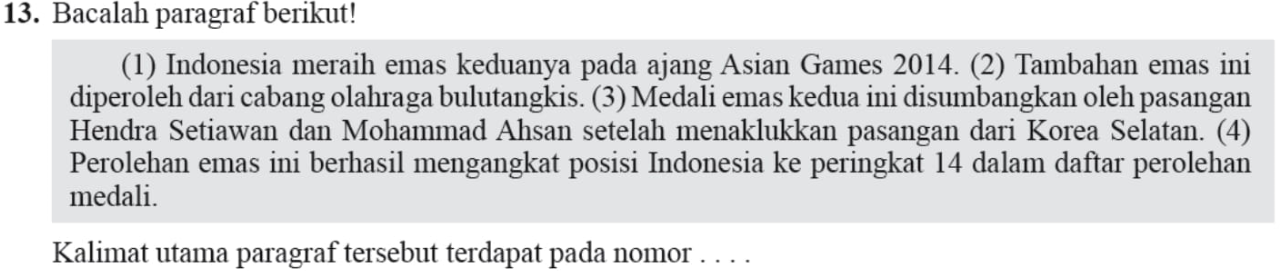 13. Bacalah paragraf berikut!
(1) Indonesia meraih emas keduanya pada ajang Asian Games 2014. (2) Tambahan emas ini
diperoleh dari cabang olahraga bulutangkis. (3) Medali emas kedua ini disumbangkan oleh pasangan
Hendra Setiawan dan Mohammad Ahsan setelah menaklukkan pasangan dari Korea Selatan. (4)
Perolehan emas ini berhasil mengangkat posisi Indonesia ke peringkat 14 dalam daftar perolehan
medali.
Kalimat utama paragraf tersebut terdapat pada nomor . . . .